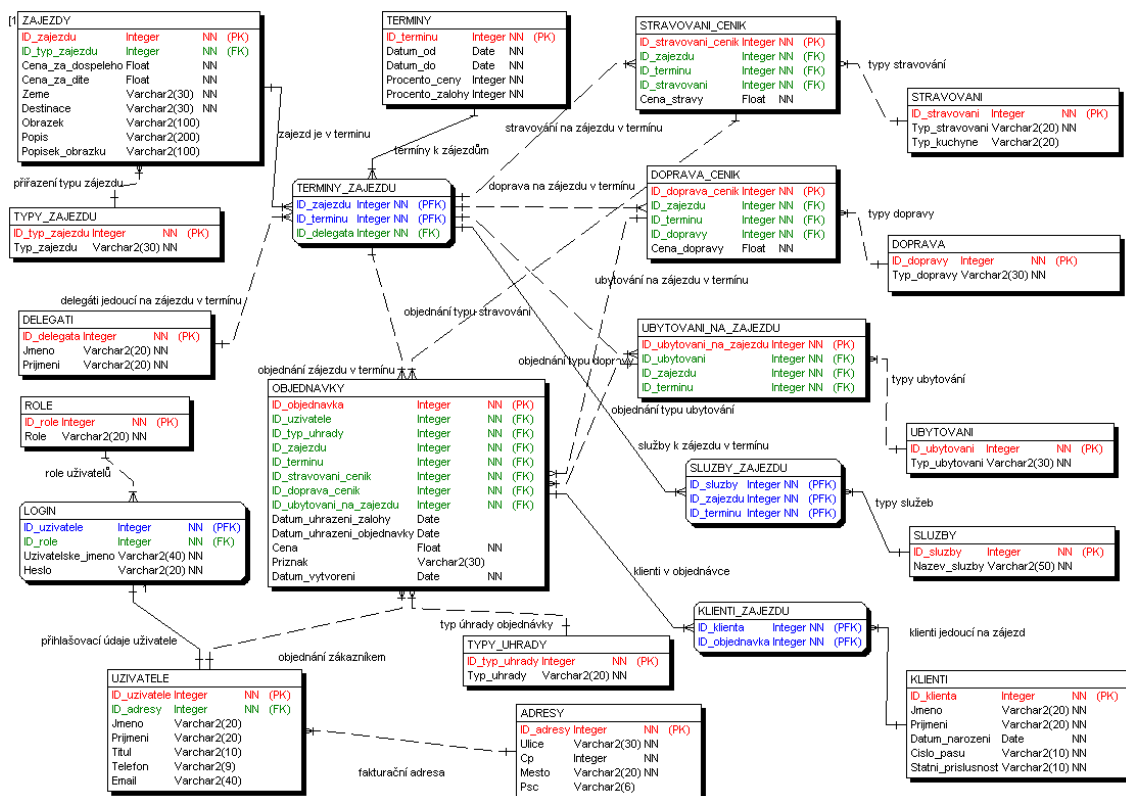 [1
ZAJEZDY
ID_zajezdu Integer NN (PK)
ID_typ_zajezdu Integer NN (FK)
Cena_za_dospeleho Float NN
Cena_za_dite Float NN
Zeme Varchar2(30) NN
Destinace Varchar2(30) NN
Obrazek Varchar2(100)
Popis Varchar2(200)
Popisek_obrazku Varchar2(100)
TERMINY
ID_terminu Integer NN (PK)
Datum_od Date NN
Datum_do Date NN
Procento_ceny Integer NN
Procento_zalohy Integer NN
STRAVOVANI_CENIK
ID_stravovani_cenik Integer NN (PK)
ID_zajezdu Integer NN (FK)
ID_terminu Integer NN (FK)
ID_stravovani Integer NN (FK)
Cena_stravy Float NN
typy stravování
STRAVOVANI
ID_stravovani Integer NN (PK)
Typ_stravovani Varchar2(20) NN
Typ_kuchyne Varchar2(20)
zajezd je v terminu
termíny k zájezdům
stravování na zájezdu v termínu
přiřazení typu zájezdu
TYPY_ZAJEZDU
ID_typ_zajezdu Integer NN (PK)
Typ_zajezdu Varchar2(30) NN
TERMINY_ZAJEZDU
ID_zajezdu Integer NN (PFK)
ID_terminu Integer NN (PFK)
ID_delegata Integer NN (FK)
doprava na zájezdu v termínu
DOPRAVA_CENIK
ID_doprava_cenik Integer NN (PK)
ID_zajezdu Integer NN (FK)
ID_terminu Integer NN (FK)
ID_dopravy Integer NN (FK)
Cena_dopravy Float NN
typy dopravy
DOPRAVA
ID_dopravy Integer NN (PK)
Typ_dopravy Varchar2(30) NN
ubytování na zájezdu v termínu
delegáti jedoucí na zájezdu v termínu
objednání typu stravování
DELEGATI
ID_delegata Integer NN (PK)
Jmeno Varchar2(20) NN
Prijmeni Varchar2(20) NN
UBYTOVANI_NA_ZAJEZDU
ID_ubytovani_na_zajezdu Integer NN (PK)
ID_ubytovani Integer NN (FK)
ID_zajezdu Integer NN (FK)
ID_terminu Integer NN (FK)
objednání typu dopravy
objednání zájezdu v termínu
objednání typu ubytování
typy ubytování
UBYTOVANI
ID_ubytovani Integer NN (PK)
Typ_ubytovani Varchar2(30) NN
OBJEDNAVKY
ID_objednavka Integer NN (PK)
ID_uzivatele Integer NN (FK)
ID_typ_uhrady Integer NN (FK)
ID_zajezdu Integer NN (FK)
ID_terminu Integer NN (FK)
ID_stravovani_cenik Integer NN (FK)
ID_doprava_cenik Integer NN (FK)
ID_ubytovani_na_zajezdu Integer NN (FK)
Datum_uhrazeni_zalohy Date
Datum_uhrazeni_objednavky Date
Cena Float NN
Priznak Varchar2(30)
Datum_vytvoreni Date NN
ROLE
ID_role Integer NN (PK)
Role Varchar2(20) NN
role uživatelů
služby k zájezdu v termínu
SLUZBY_ZAJEZDU
ID_sluzby Integer NN (PFK)
ID_zajezdu Integer NN (PFK)
ID_terminu Integer NN (PFK)
typy služeb
SLUZBY
ID_sluzby Integer NN (PK)
Nazev_sluzby Varchar2(50) NN
LOGIN
ID_uzivatele Integer NN (PFK)
ID_role Integer NN (FK)
Uzivatelske_jmeno Varchar2(40) NN
Heslo Varchar2(20) NN
1
klienti v objednávce
KLIENTI_ZAJEZDU
ID_klienta Integer NN (PFK)
ID_objednavka Integer NN (PFK)
klienti jedoucí na zájezd
přihlašovací údaje uživatele
typ úhrady objednávky
TYPY_UHRADY
ID_typ_uhrady Integer NN (PK)
Typ_uhrady Varchar2(20) NN
objednání zákazníkem
UZIVATELE
ID_uzivatele Integer NN (PK)
ID_adresy Integer NN (FK)
Jmeno Varchar2(20)
Prijmeni Varchar2(20)
Titul Varchar2(10)
Telefon Varchar2(9)
Email Varchar2(40)
fakturační adresa
ADRESY
ID_adresy Integer NN (PK)
Ulice Varchar2(30) NN
Cp Integer NN
Mesto Varchar2(20) NN
Psc Varchar2(6)
KLIENTI
ID_klienta Integer NN (PK)
Jmeno Varchar2(20) NN
Prijmeni Varchar2(20) NN
Datum_narozeni Date NN
Cislo_pasu Varchar2(10) NN
Statni_prislusnost Varchar2(10) NN